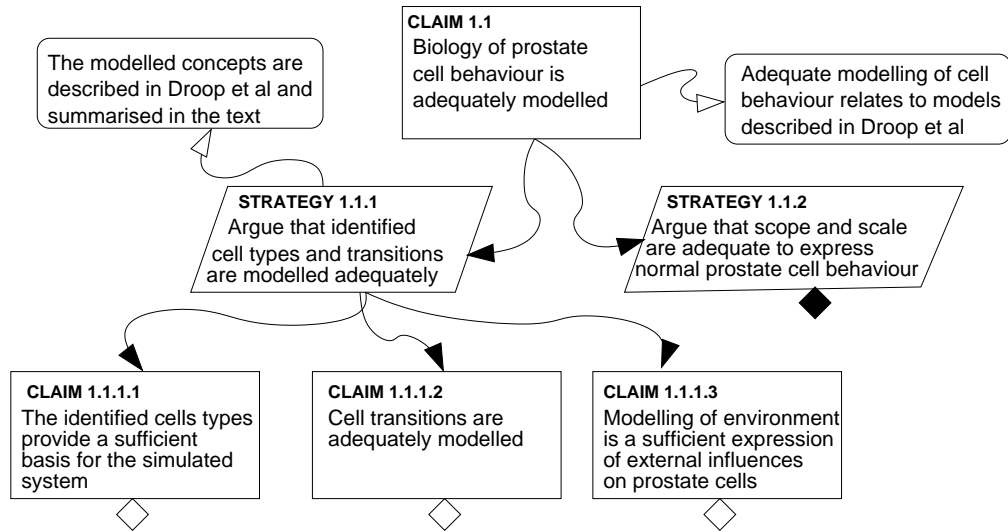 CLAIM 1.1
Biology of prostate
cell behaviour is
adequately modelled
The modelled concepts are
described in Droop et al and
summarised in the text
Adequate modelling of cell
behaviour relates to models
described in Droop et al
STRATEGY 1.1.1
Argue that identified
cell types and transitions
are modelled adequately
STRATEGY 1.1.2
Argue that scope and scale
are adequate to express
normal prostate cell behaviour
CLAIM 1.1.1.1
The identified cells types
provide a sufficient
basis for the simulated
system
CLAIM 1.1.1.2
Cell transitions are
adequately modelled
CLAIM 1.1.1.3
Modelling of environment
is a sufficient expression
of external influences
on prostate cells